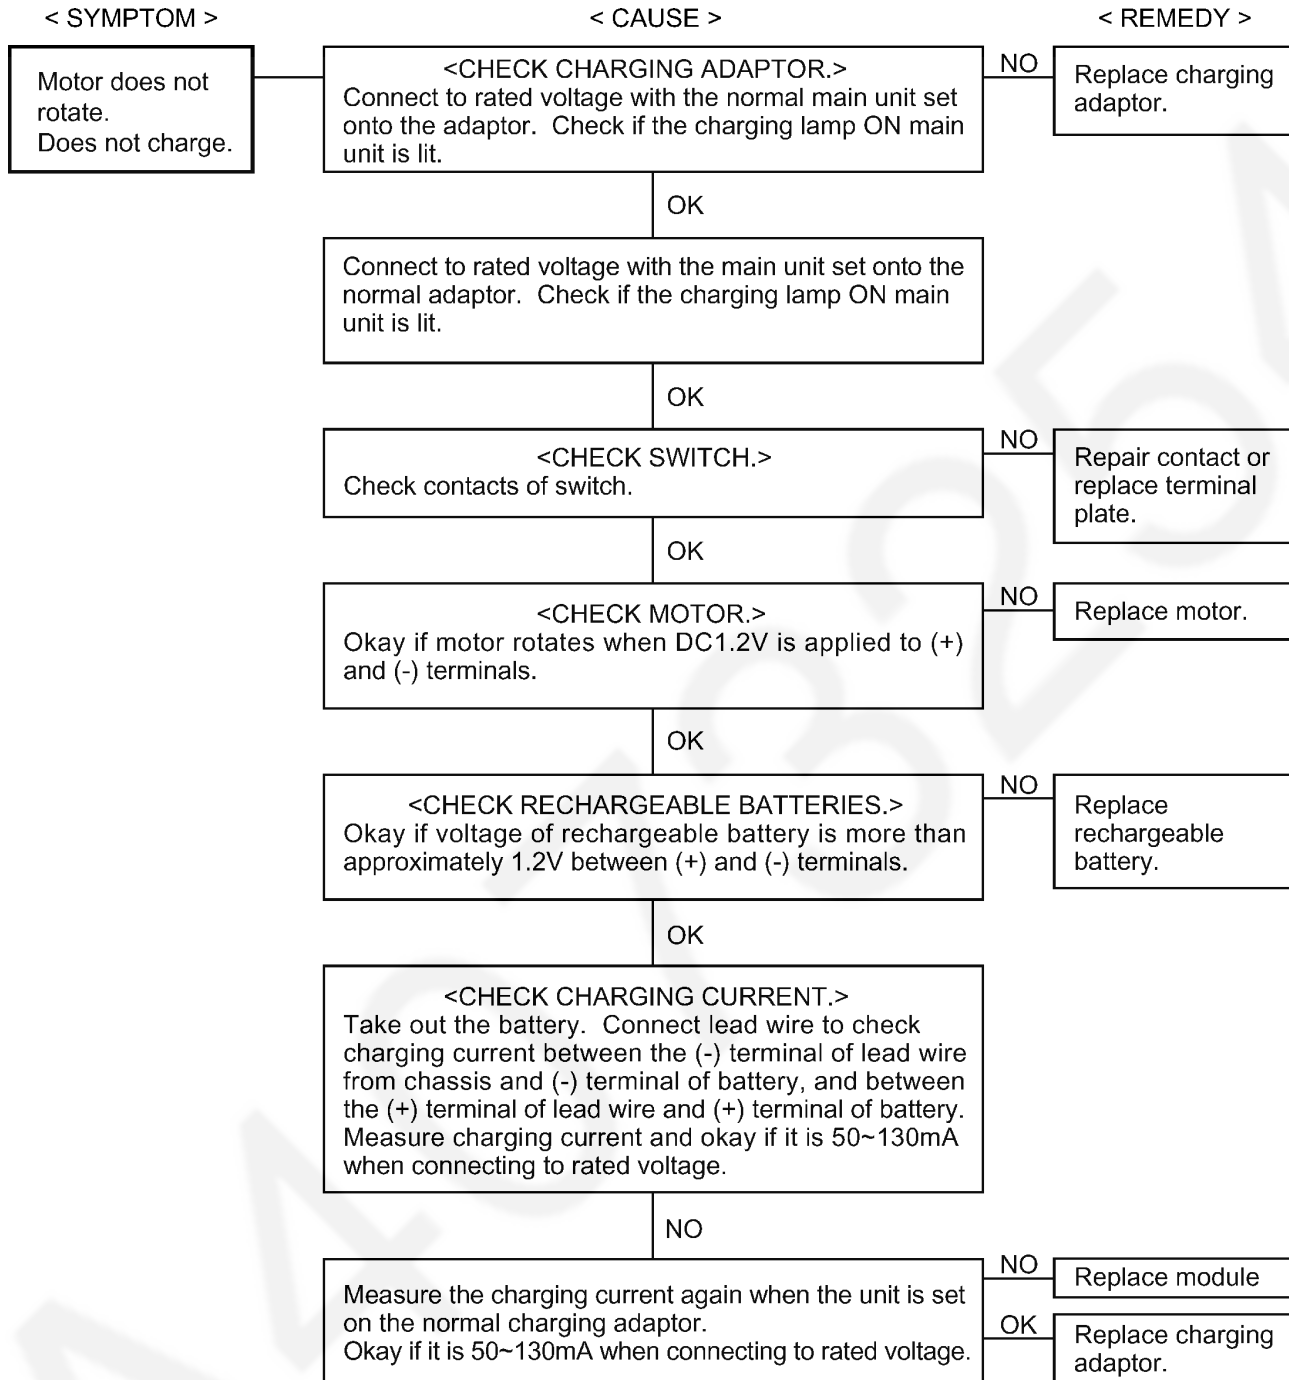 < SYMPTOM >
< CAUSE >
< REMEDY >
Motor does not
rotate.
Does not charge.
<CHECK CHARGING ADAPTOR.>
Connect to rated voltage with the normal main unit set
onto the adaptor. Check if the charging lamp ON main
unit is lit.
NO
Replace charging
adaptor.
OK
Connect to rated voltage with the main unit set onto the
normal adaptor. Check if the charging lamp ON main
unit is lit.
OK
<CHECK SWITCH.>
Check contacts of switch.
NO
Repair contact or
replace terminal
plate.
OK
<CHECK MOTOR.>
Okay if motor rotates when DC1.2V is applied to (+)
and (-) terminals.
NO
Replace motor.
OK
<CHECK RECHARGEABLE BATTERIES.>
Okay if voltage of rechargeable battery is more than
approximately 1.2V between (+) and (-) terminals.
NO
Replace
rechargeable
battery.
OK
<CHECK CHARGING CURRENT.>
Take out the battery. Connect lead wire to check
charging current between the (-) terminal of lead wire
from chassis and (-) terminal of battery, and between
the (+) terminal of lead wire and (+) terminal of battery.
Measure charging current and okay if it is 50~130mA
when connecting to rated voltage.
NO
Measure the charging current again when the unit is set
on the normal charging adaptor.
Okay if it is 50~130mA when connecting to rated voltage.
NO
Replace module
OK
Replace charging
adaptor.